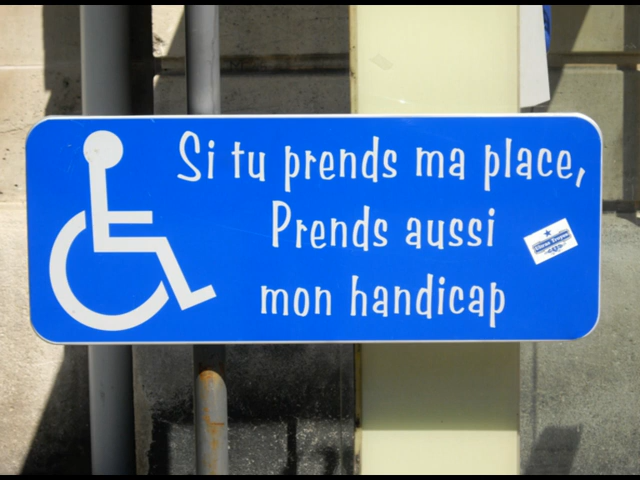 Si tu prends ma place,
Prends aussi
mon handicap